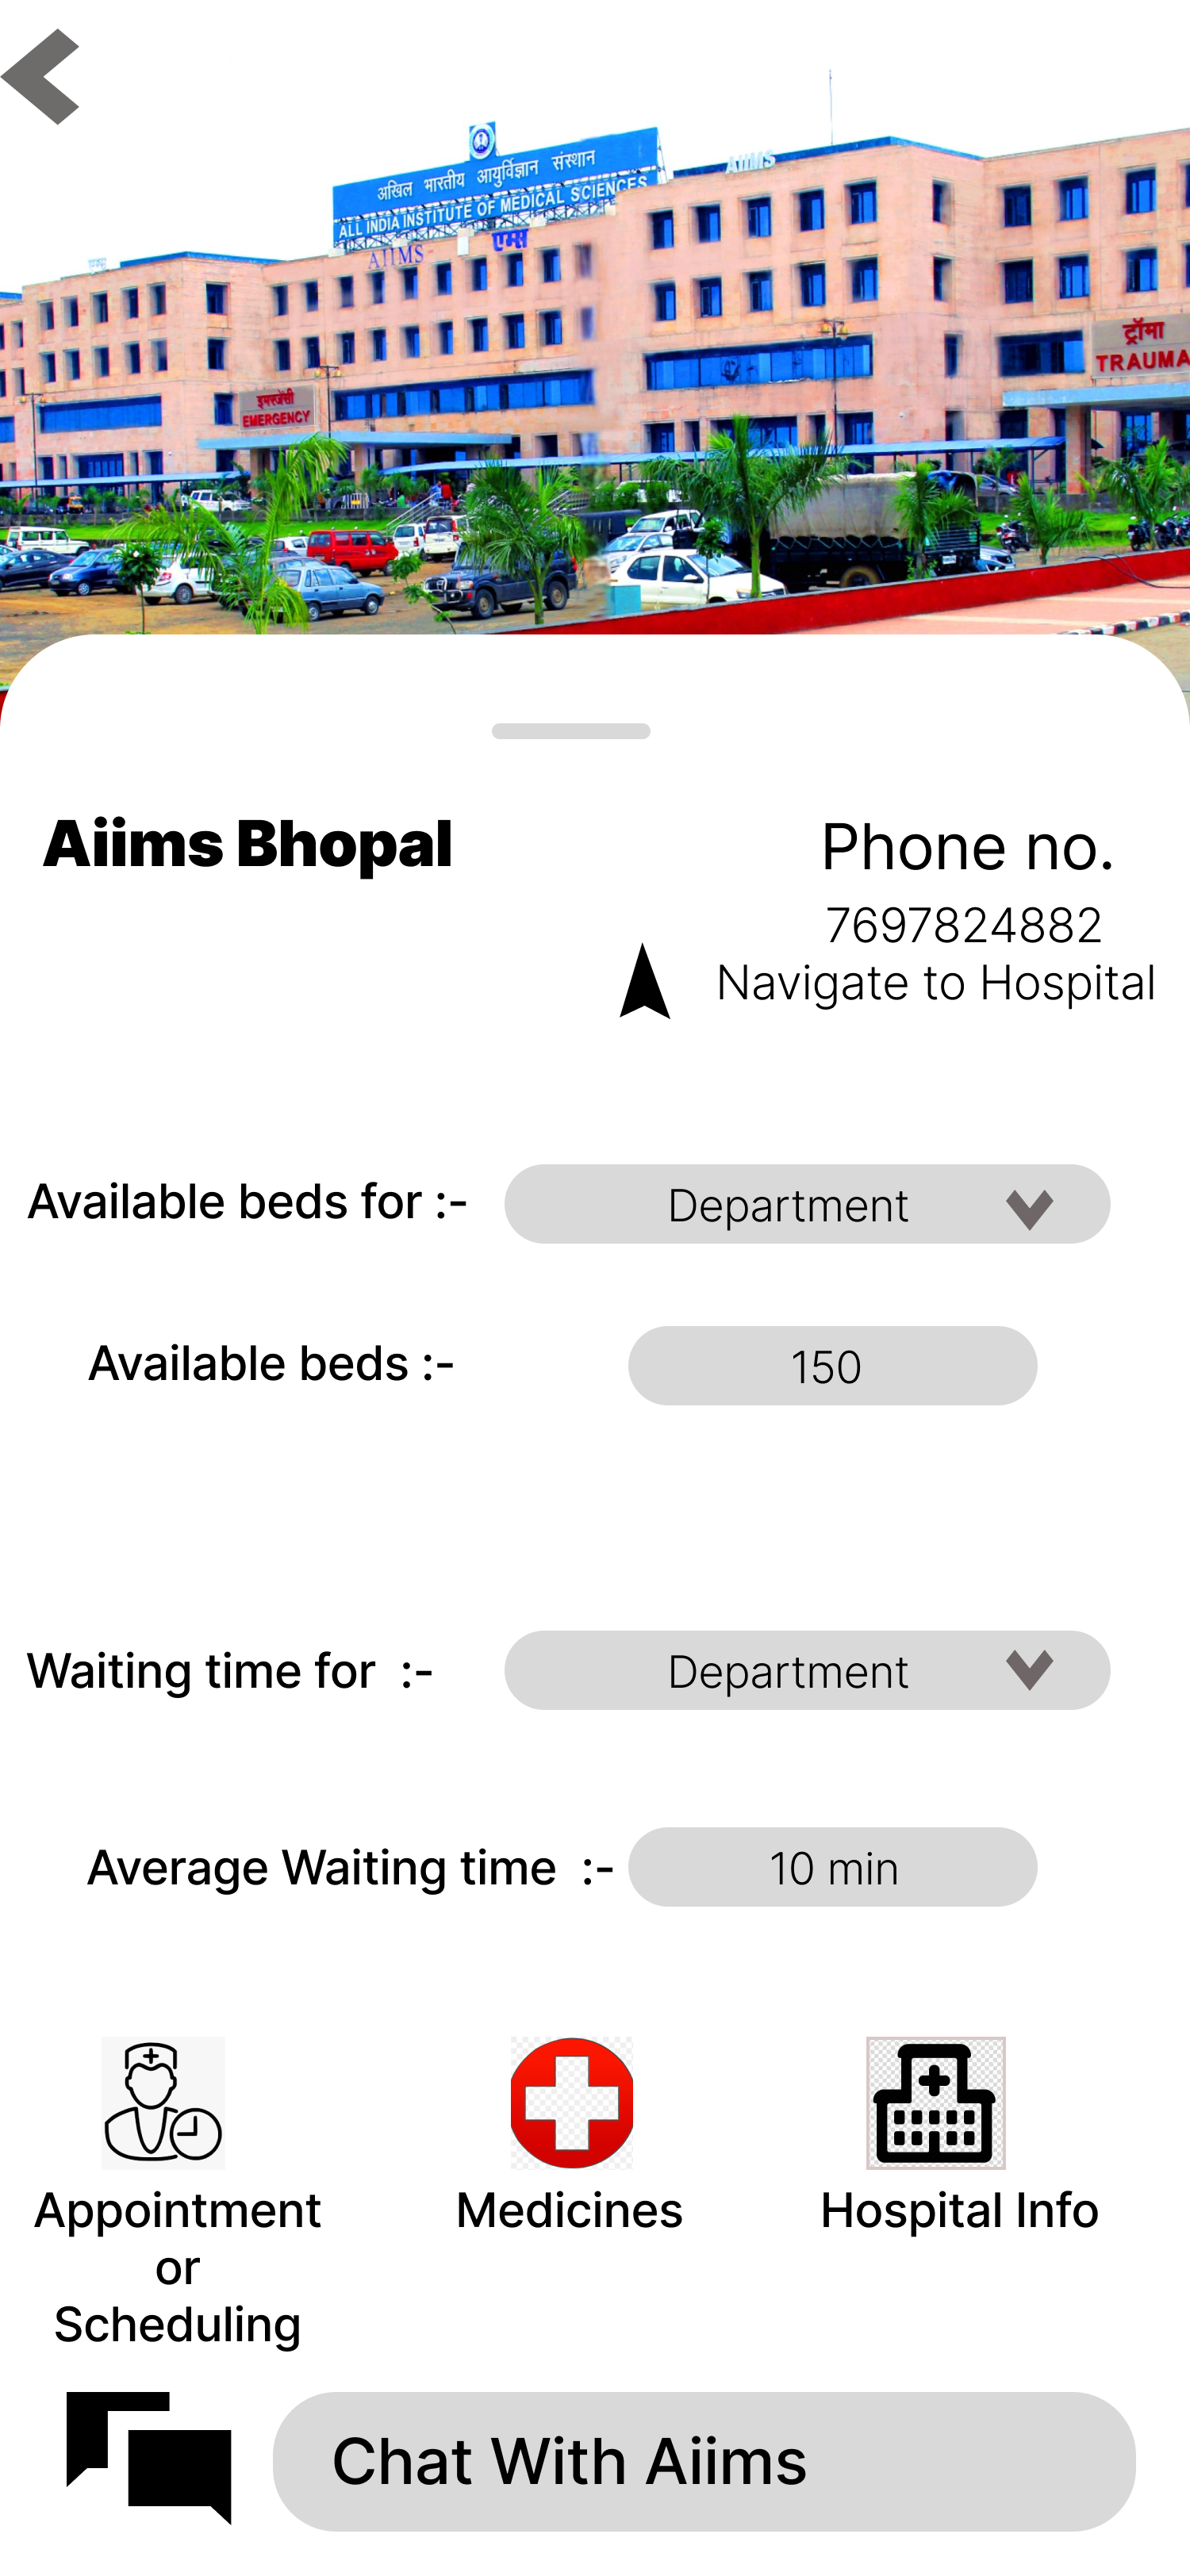 अखिल भारतीय आयुर्विज्ञान संस्थान
ALL INDIA INSTITUTE OF MEDICAL SCIENCES
AIIMS एम्स
AIIMS
एम्स
इमरजेंसी
EMERGENCY
ट्रॉमा
TRAUMA
Aiims Bhopal
Phone no.
7697824882
Navigate to Hospital
Available beds for :- Department
Available beds :- 150
Waiting time for :- Department
Average Waiting time :- 10 min
Appointment
or
Scheduling
Medicines
Hospital Info
Chat With Aiims